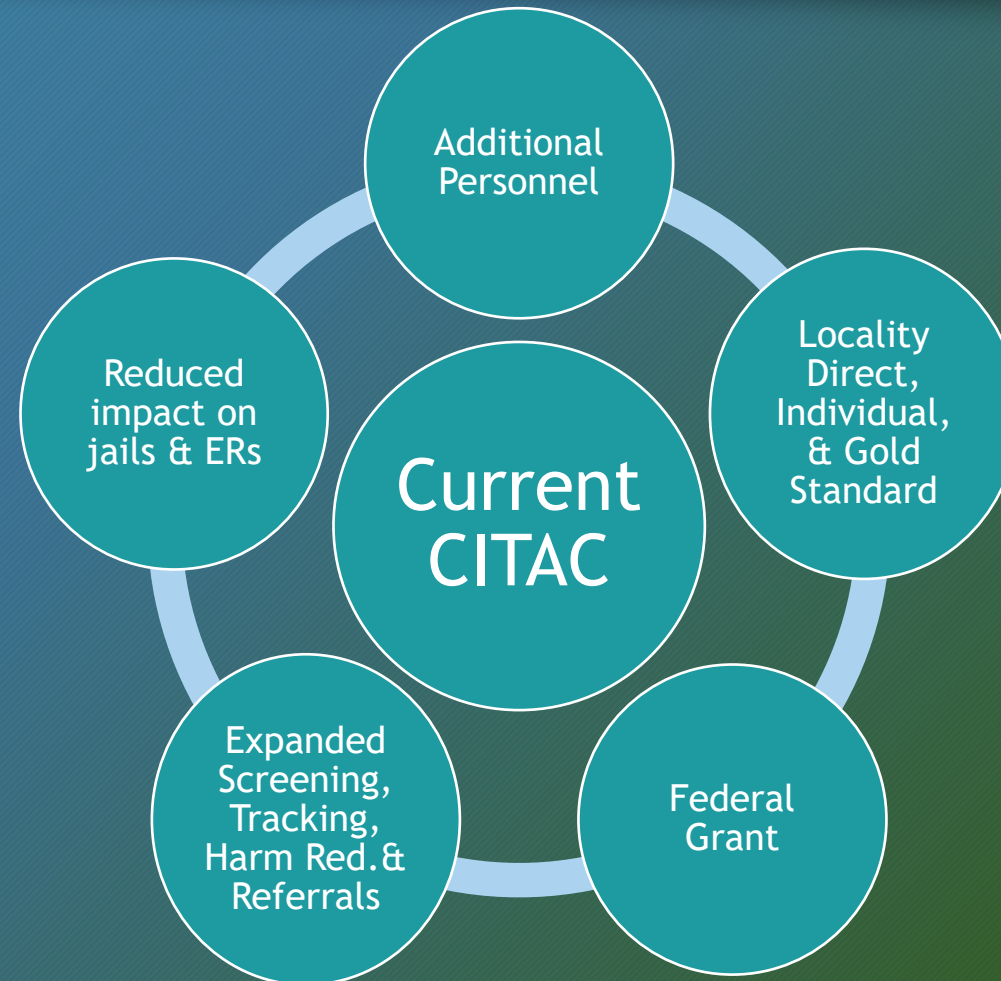 Additional
Personnel
Locality
Direct,
Individual,
& Gold
Standard
Federal
Grant
Expanded
Screening,
Tracking,
Harm Red.&
Referrals
Reduced
impact on
jails & ERs
Current
CITAC